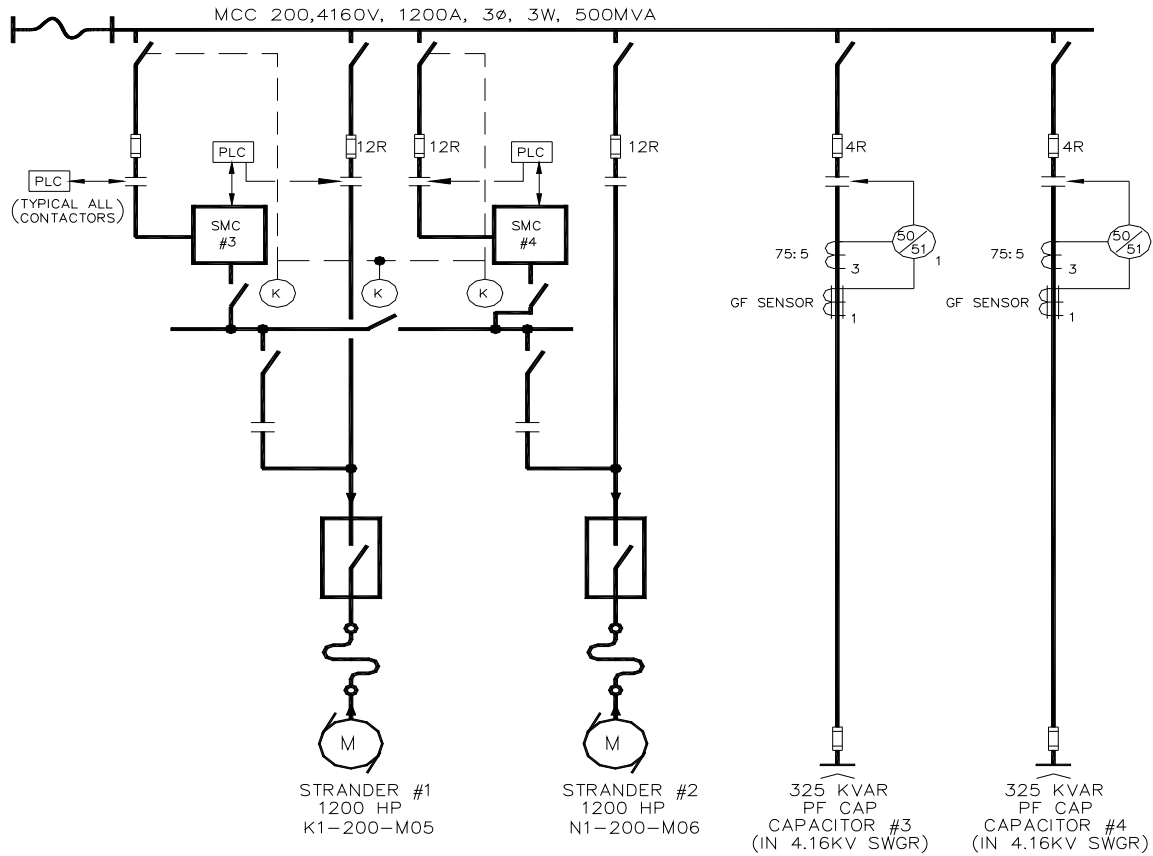 MCC 200,4160V, 1200A, 3ø, 3W, 500MVA
12R
12R
12R
4R
4R
PLC
PLC
PLC
(TYPICAL ALL CONTACTORS)
SMC
#3
SMC
#4
50/51
1
50/51
1
75:5
3
75:5
3
K
K
K
GF SENSOR
1
GF SENSOR
1
M
M
STRANDER #1
1200 HP
K1-200-M05
STRANDER #2
1200 HP
N1-200-M06
325 KVAR
PF CAP
CAPACITOR #3
(IN 4.16KV SWGR)
325 KVAR
PF CAP
CAPACITOR #4
(IN 4.16KV SWGR)